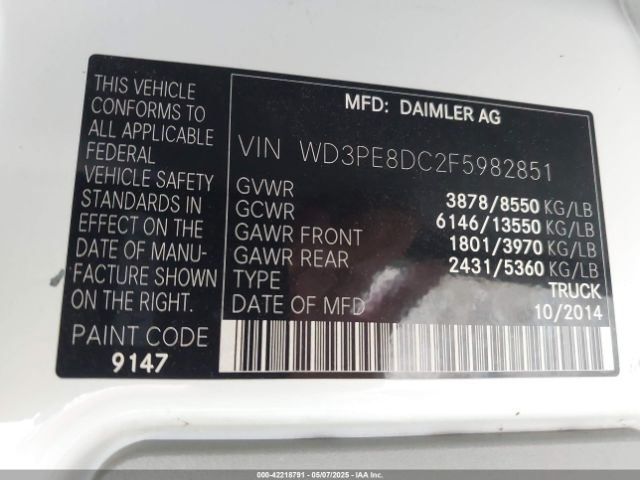 THIS VEHICLE
CONFORMS TO
ALL APPLICABLE
FEDERAL
VEHICLE SAFETY
STANDARDS IN
EFFECT ON THE
DATE OF MANU-
FACTURE SHOWN
ON THE RIGHT.
PAINT CODE
9147
MFD: DAIMLER AG
VIN WD3PE8DC2F5982851
GVWR 3878/8550 KG/LB
GCWR 6146/13550 KG/LB
GAWR FRONT 1801/3970 KG/LB
GAWR REAR 2431/5360 KG/LB
TYPE TRUCK
DATE OF MFD 10/2014
000-42218791 - 05/07/2025 - IAA Inc.